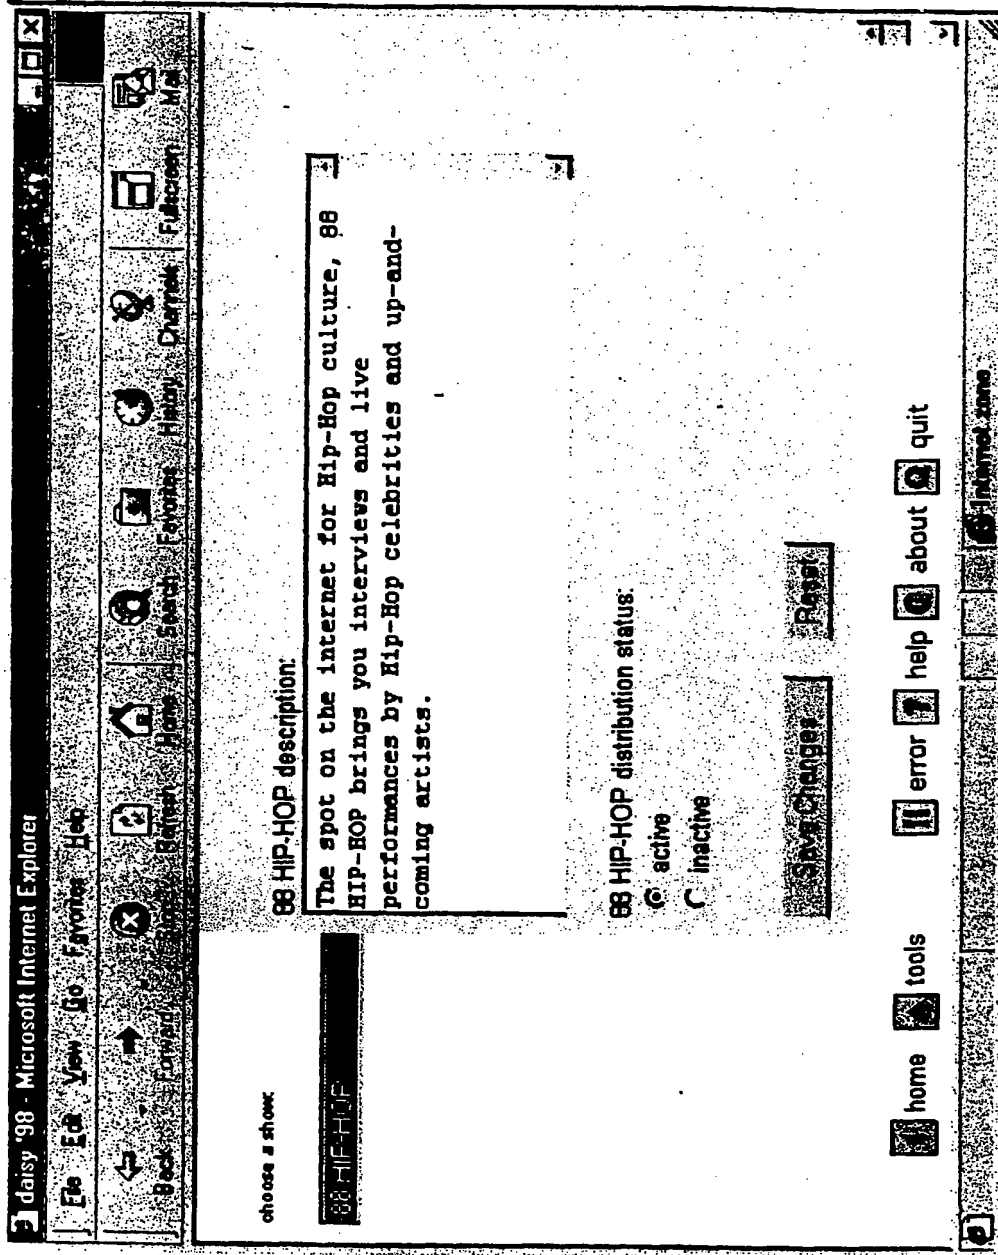 daisy '98 - Microsoft Internet Explorer
File Edit View Go Favorites Help
Back Forward Refresh Home Search Favorites History Channels Fullscreen Mail
choose a show:
88 HIP-HOP
88 HIP-HOP description:
The spot on the internet for Hip-Hop culture, 88
HIP-HOP brings you interviews and live
performances by Hip-Hop celebrities and up-and-
coming artists.
88 HIP-HOP distribution status:
active
inactive
Save Changes Reset
home tools !! error ? help about quit
Internet zone